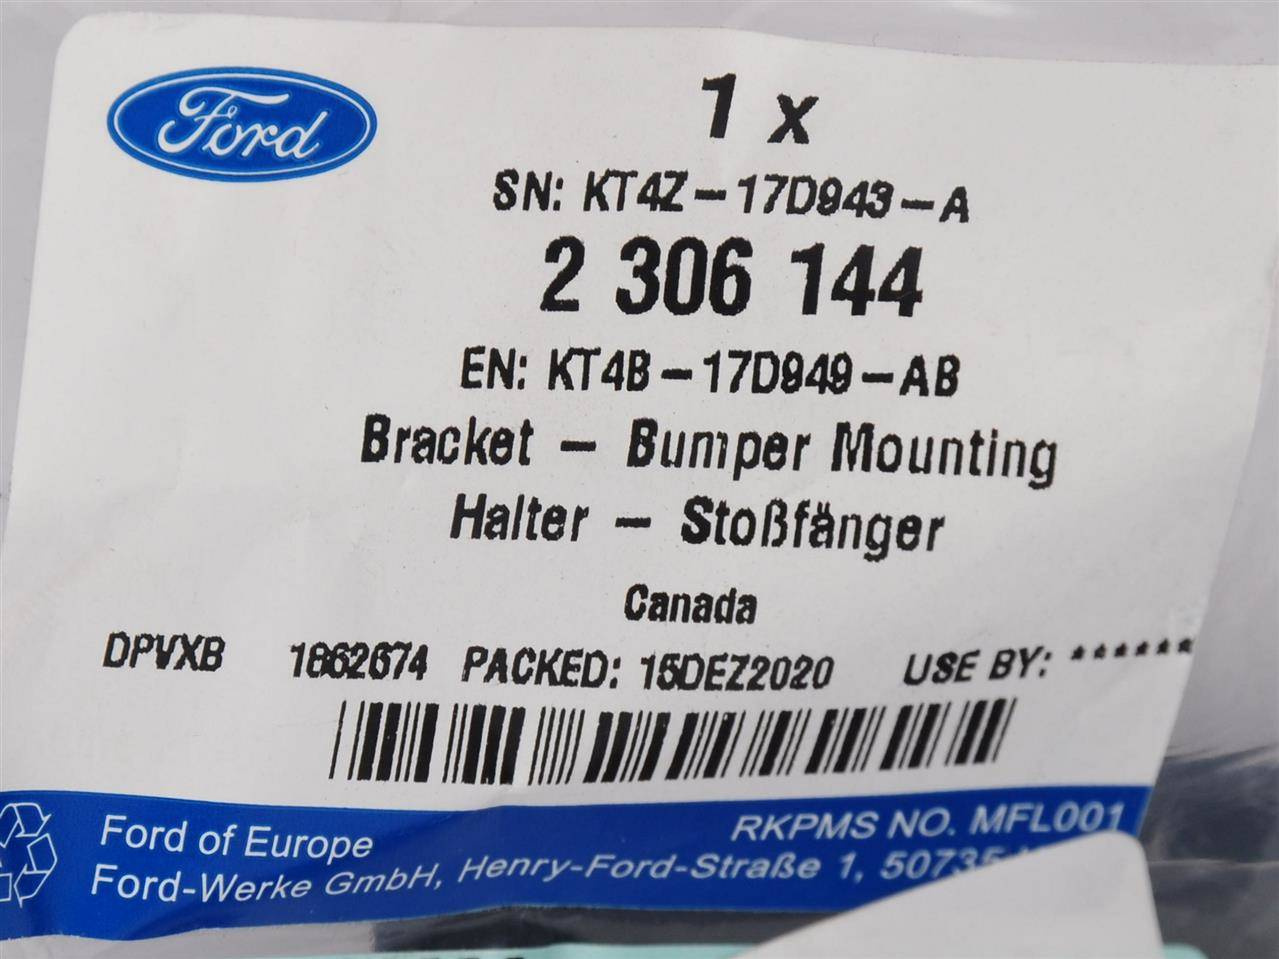 Ford
1 x
SN: KT4Z-17D943-A
2 306 144
EN: KT4B-17D949-AB
Bracket - Bumper Mounting
Halter - Stoßfänger
Canada
DPVXB 1862674 PACKED: 15DEZ2020 USE BY: ******
Ford of Europe RKPMS NO. MFL001
Ford-Werke GmbH, Henry-Ford-Straße 1, 50735